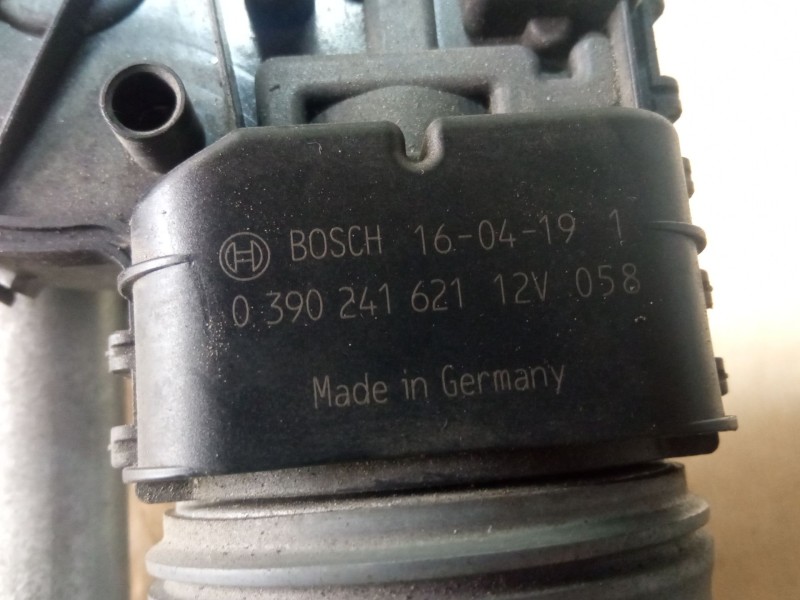 BOSCH 16-04-19 1
0 390 241 621 12V 058
Made in Germany